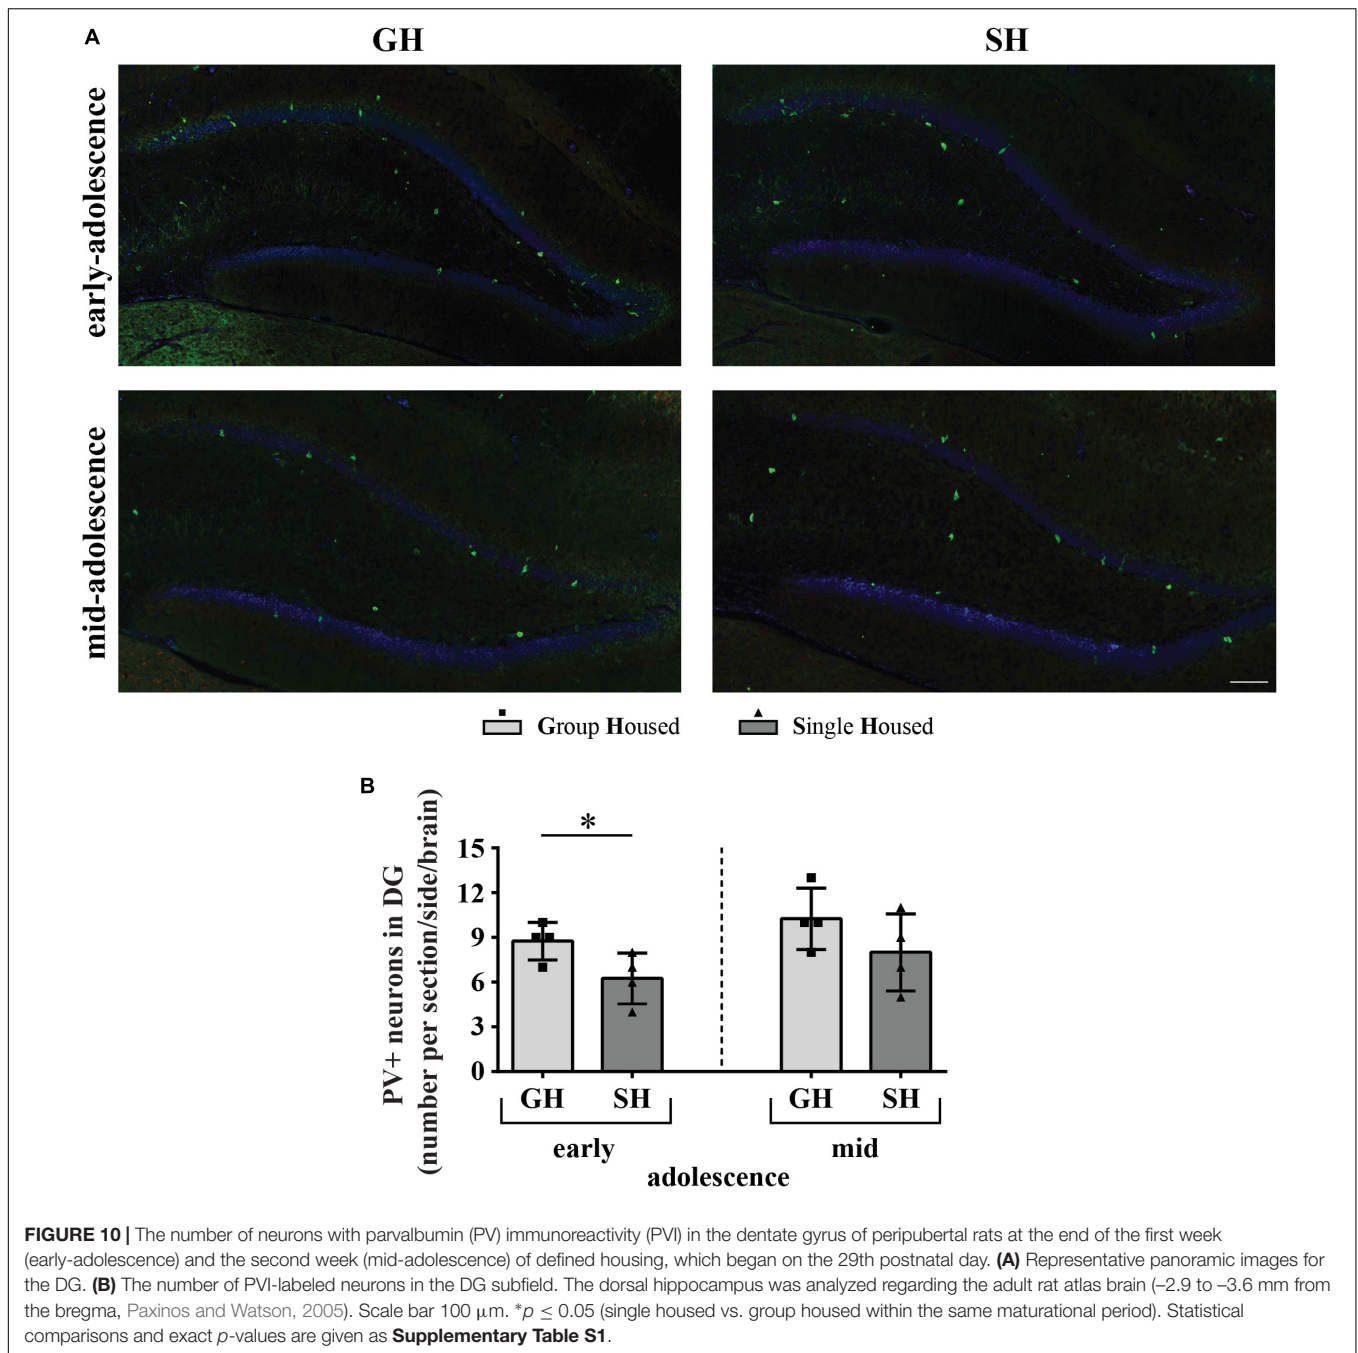 A
GH
SH
early-adolescence
mid-adolescence
Group Housed
Single Housed
B
PV+ neurons in DG
(number per section/side/brain)
*
15
12
9
6
3
0
GH
SH
GH
SH
early
mid
adolescence
FIGURE 10 | The number of neurons with parvalbumin (PV) immunoreactivity (PVI) in the dentate gyrus of peripubertal rats at the end of the first week
(early-adolescence) and the second week (mid-adolescence) of defined housing, which began on the 29th postnatal day. (A) Representative panoramic images for
the DG. (B) The number of PVI-labeled neurons in the DG subfield. The dorsal hippocampus was analyzed regarding the adult rat atlas brain (–2.9 to –3.6 mm from
the bregma, Paxinos and Watson, 2005). Scale bar 100 μm. *p ≤ 0.05 (single housed vs. group housed within the same maturational period). Statistical
comparisons and exact p-values are given as Supplementary Table S1.